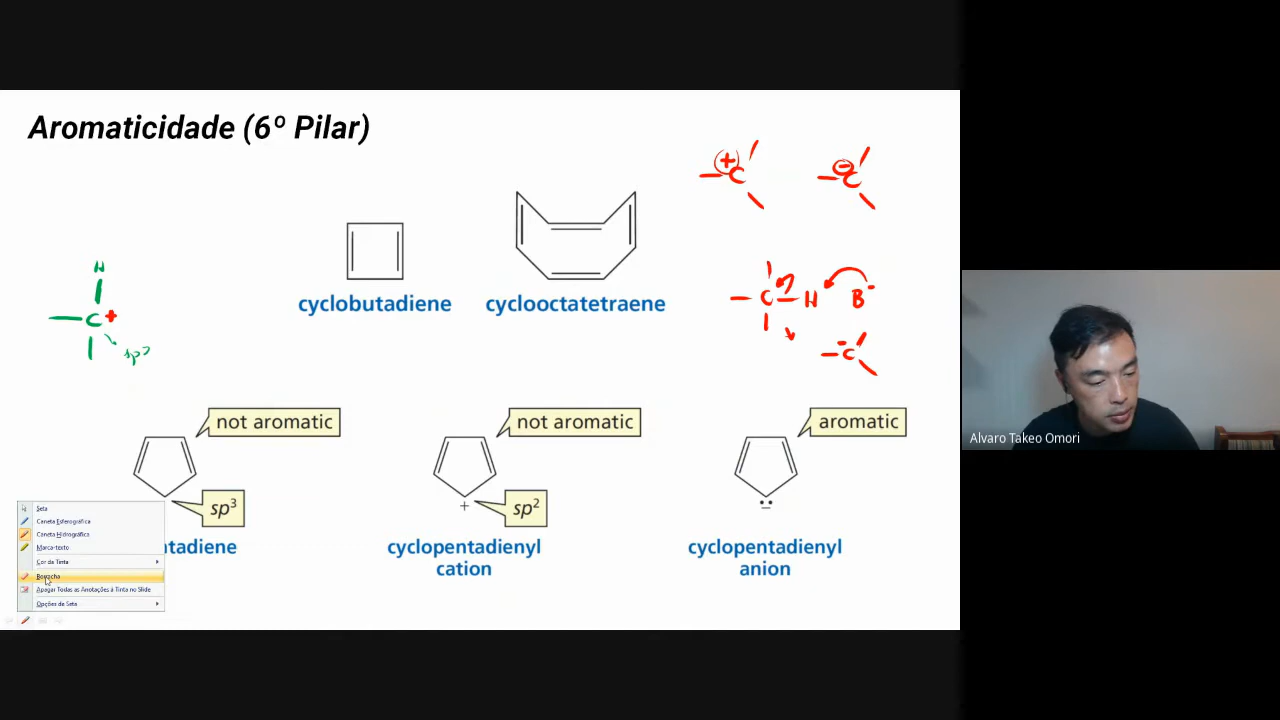 Aromaticidade (6º Pilar)
+ C
- C
H
C +
sp²
cyclobutadiene
cyclooctatetraene
C H B -
- C
not aromatic
not aromatic
aromatic
sp³
+
sp²
ntadiene
cyclopentadienyl
cation
cyclopentadienyl
anion
Seta
Caneta Esferográfica
Caneta Hidrográfica
Marca-texto
Cor da Tinta
Borracha
Apagar Todas as Anotações à Tinta no Slide
Opções de Seta
Alvaro Takeo Omori